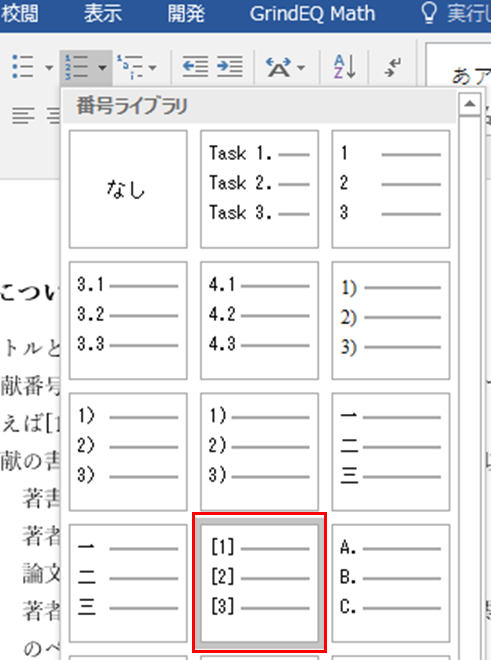 校閲 表示 開発 GrindEQ Math 実行し
あア
番号ライブラリ
なし
Task 1.
Task 2.
Task 3.
1
2
3
3.1
3.2
3.3
4.1
4.2
4.3
1)
2)
3)
1)
2)
3)
1)
2)
3)
一
二
三
一
二
三
[1]
[2]
[3]
A.
B.
C.
につい
トルと
献番号
えば[1
献の書
著書
著者
論文
著者
のペ